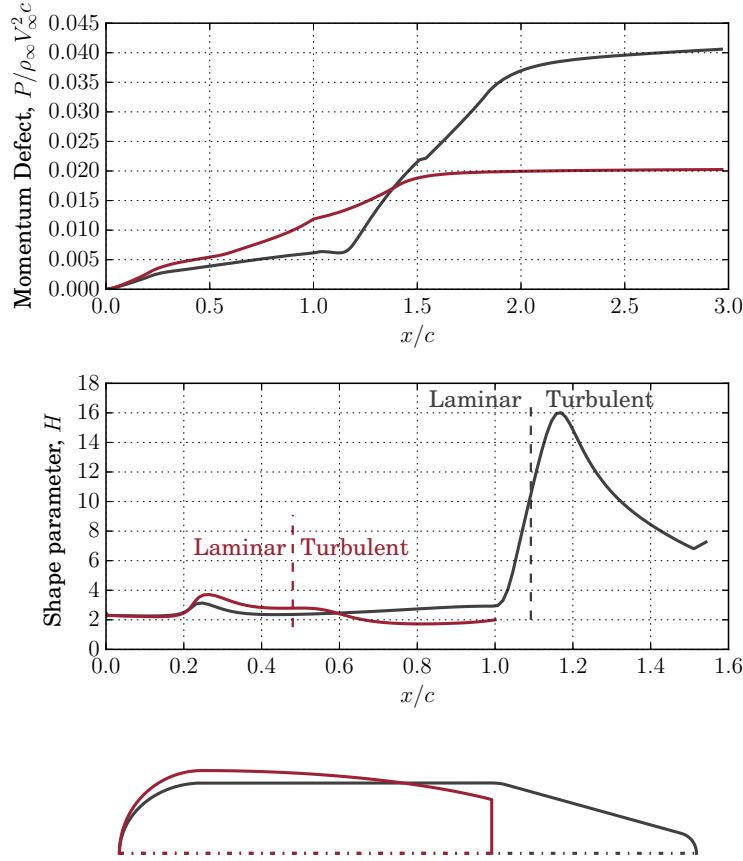 Momentum Defect, P/ρ∞V∞²c
0.045
0.040
0.035
0.030
0.025
0.020
0.015
0.010
0.005
0.000
0.0 0.5 1.0 1.5 2.0 2.5 3.0
x/c
Shape parameter, H
18
16
14
12
10
8
6
4
2
0
Laminar Turbulent
Laminar Turbulent
0.0 0.2 0.4 0.6 0.8 1.0 1.2 1.4 1.6
x/c